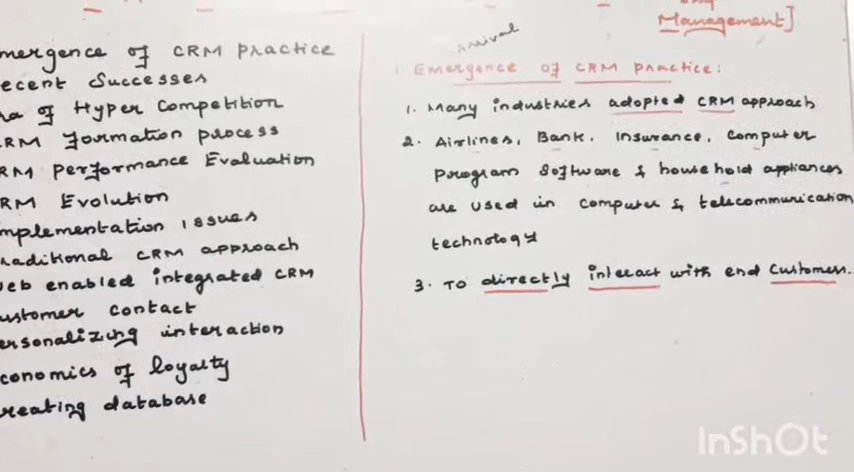 mergence of CRM practice
ecent Successes
ra of Hyper Competition
RM formation process
RM performance Evaluation
RM Evolution
mplementation issues
raditional CRM approach
eb enabled integrated CRM
ustomer contact
ersonalizing interaction
conomics of loyalty
reating database
Management]
arrival
1. Emergence of CRM practice:
1. Many industries adopted CRM approach
2. Airlines, Bank, Insurance, Computer
program software & household appliances
are used in computer & telecommunication
technology
3. To directly interact with end customers.
InShOt